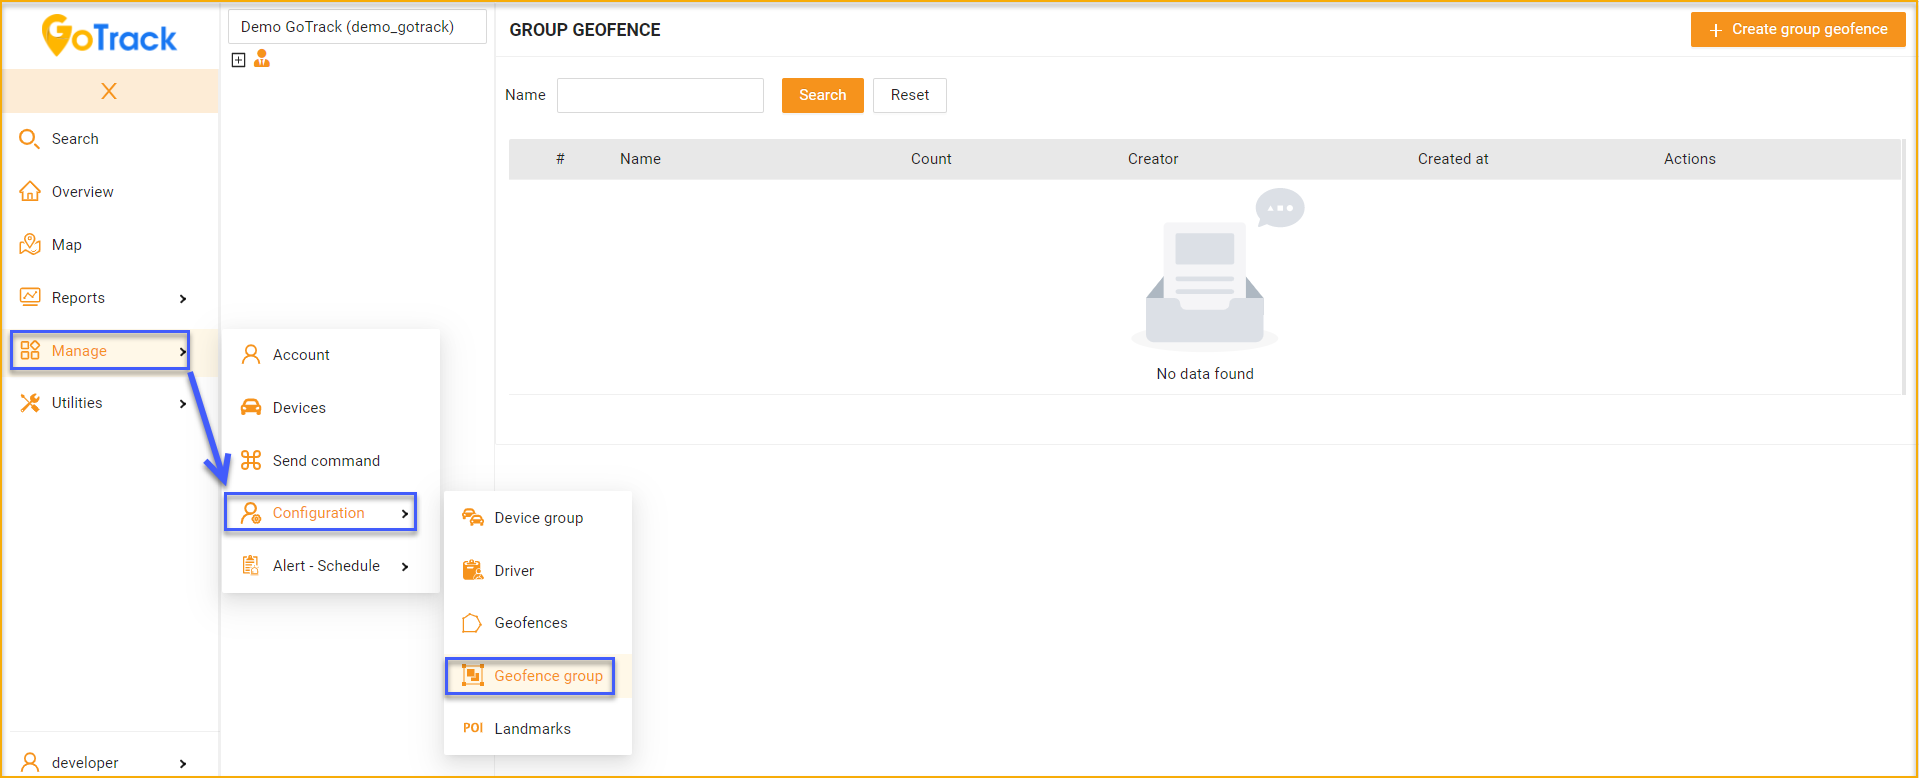 GoTrack
X
Search
Overview
Map
Reports
Manage
Utilities
developer
Demo GoTrack (demo_gotrack)
Account
Devices
Send command
Configuration
Alert - Schedule
Device group
Driver
Geofences
Geofence group
POI Landmarks
GROUP GEOFENCE
+ Create group geofence
Name Search Reset
# Name Count Creator Created at Actions
No data found